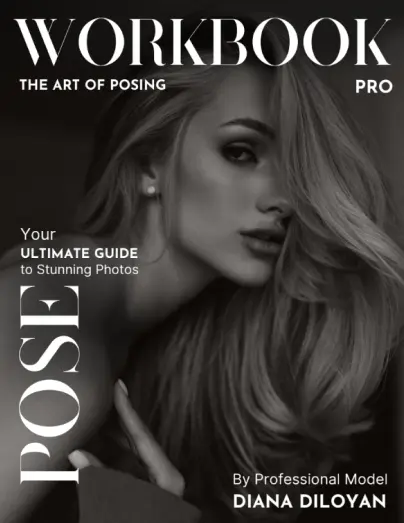 WORKBOOK
THE ART OF POSING
PRO
Your
ULTIMATE GUIDE
to Stunning Photos
POSE
By Professional Model
DIANA DILOYAN